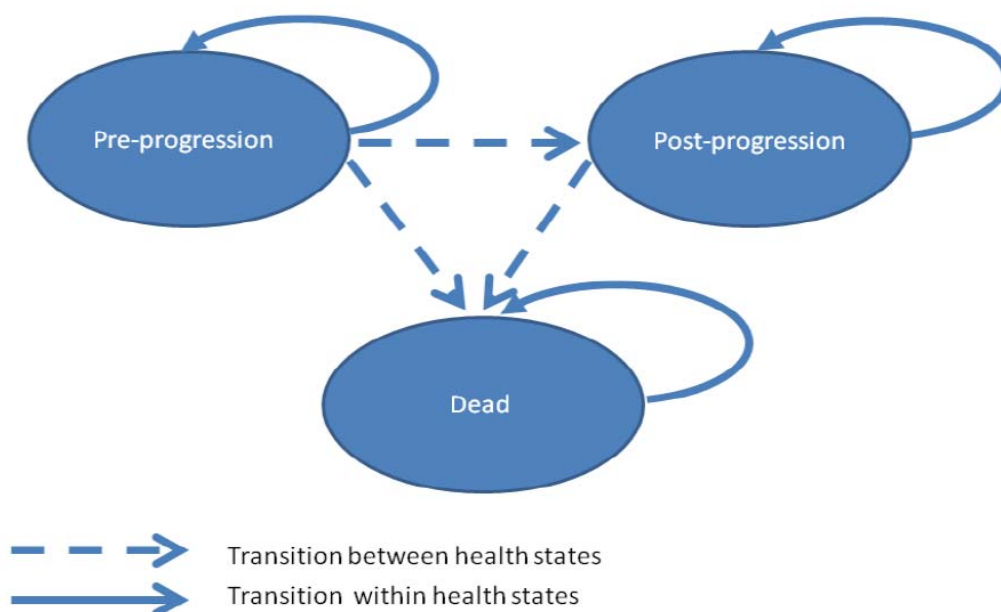 Pre-progression
Post-progression
Dead
Transition between health states
Transition within health states